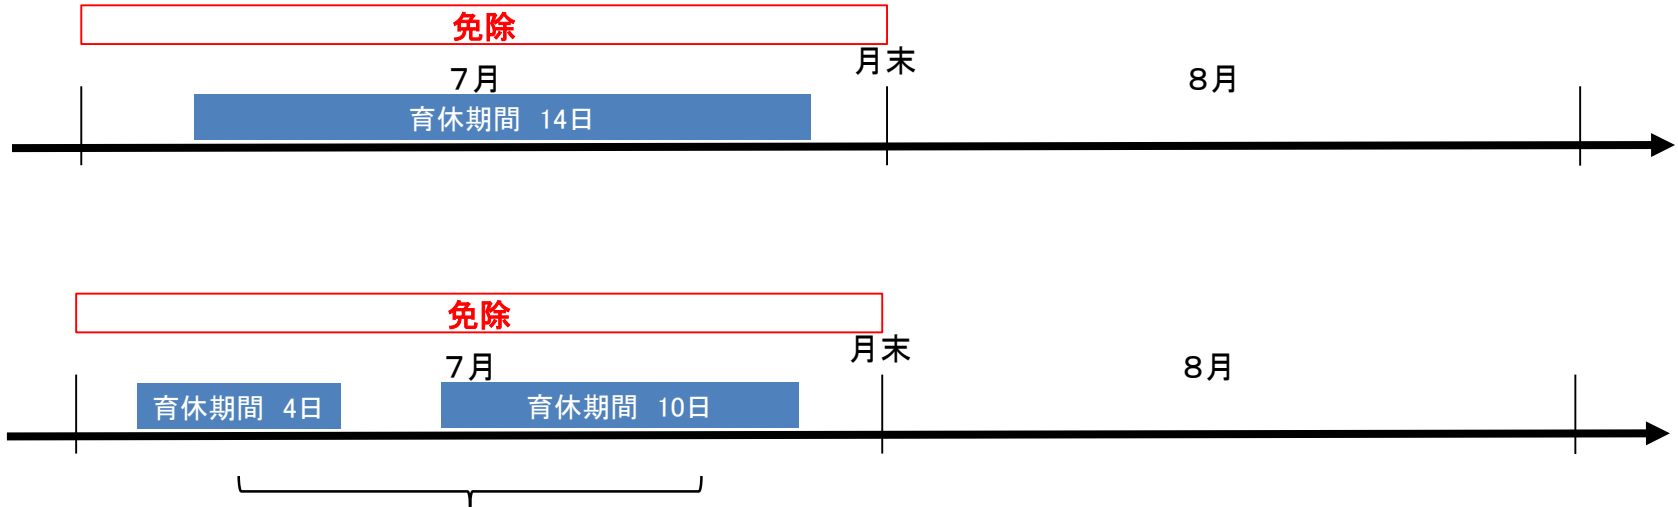 免除
月末
７月
８月
育休期間 14日
免除
月末
７月
８月
育休期間 4日
育休期間 10日